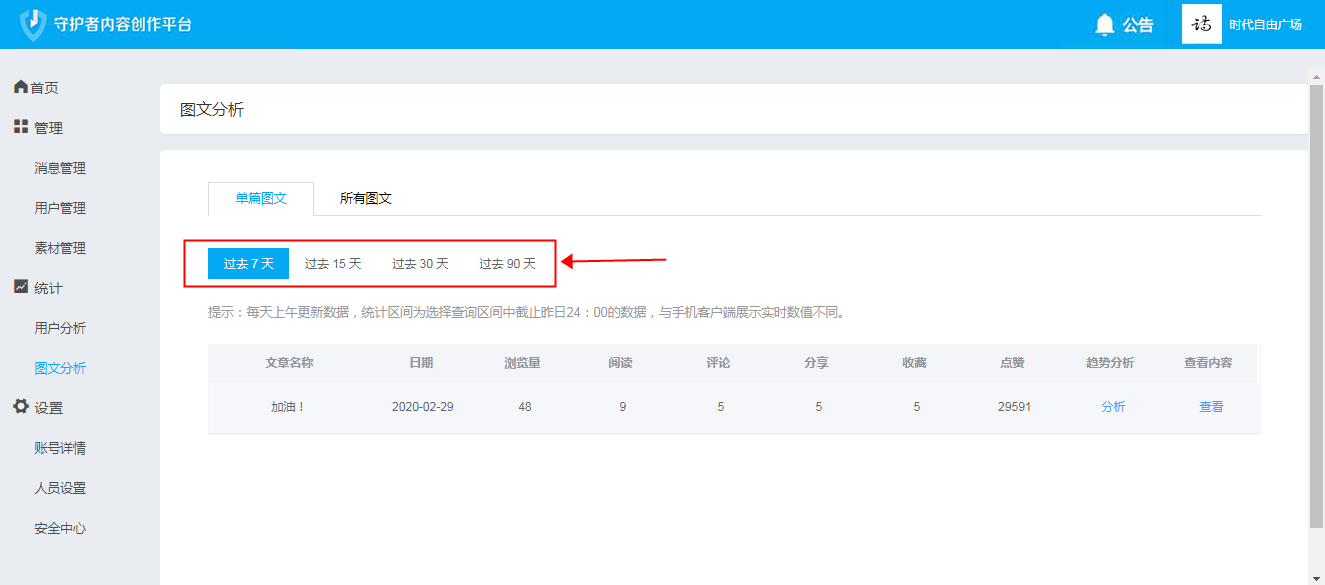 守护者内容创作平台
公告
时代自由广场
首页
管理
消息管理
用户管理
素材管理
统计
用户分析
图文分析
设置
账号详情
人员设置
安全中心
图文分析
单篇图文 所有图文
过去 7 天 过去 15 天 过去 30 天 过去 90 天
提示：每天上午更新数据，统计区间为选择查询区间中截止昨日24：00的数据，与手机客户端展示实时数值不同。
文章名称 日期 浏览量 阅读 评论 分享 收藏 点赞 趋势分析 查看内容
加油！ 2020-02-29 48 9 5 5 5 29591 分析 查看